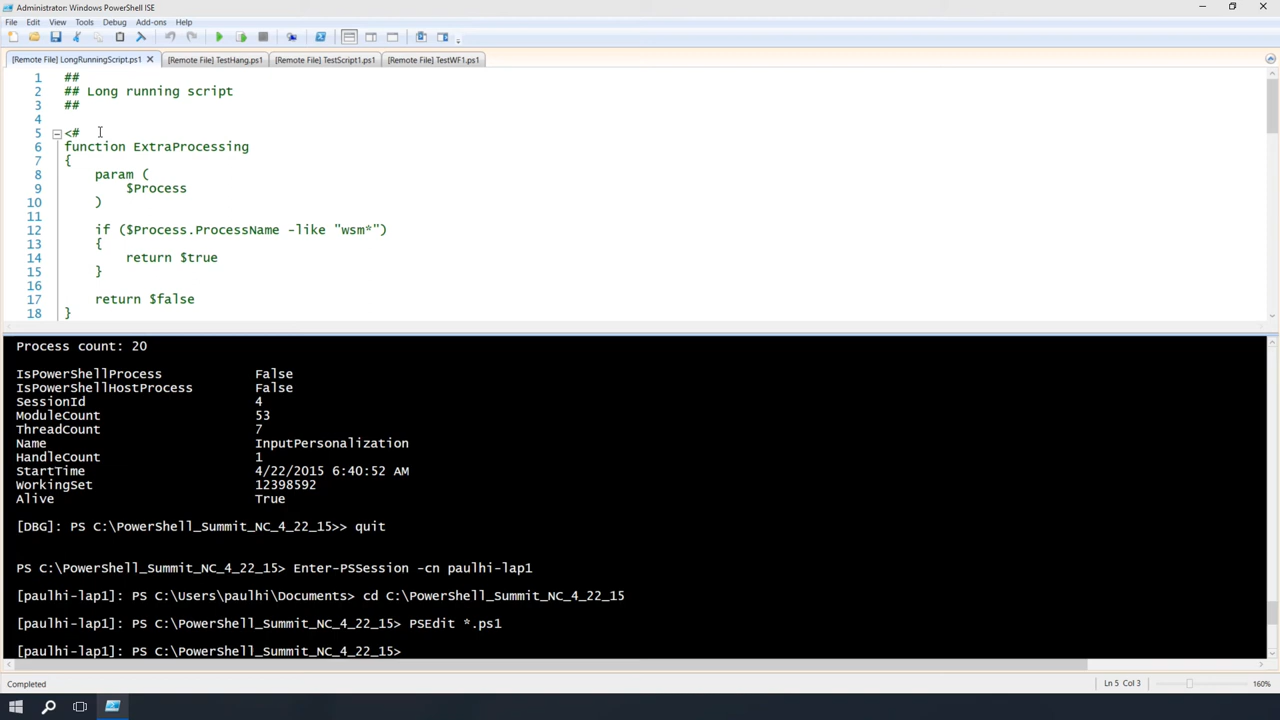 Administrator: Windows PowerShell ISE
File Edit View Tools Debug Add-ons Help
[Remote File] LongRunningScript.ps1 [Remote File] TestHang.ps1 [Remote File] TestScript1.ps1 [Remote File] TestWF1.ps1
1 ##
2 ## Long running script
3 ##
4
5 <#
6 function ExtraProcessing
7 {
8 param (
9 $Process
10 )
11
12 if ($Process.ProcessName -like "wsm*")
13 {
14 return $true
15 }
16
17 return $false
18 }
Process count: 20
IsPowerShellProcess False
IsPowerShellHostProcess False
SessionId 4
ModuleCount 53
ThreadCount 7
Name InputPersonalization
HandleCount 1
StartTime 4/22/2015 6:40:52 AM
WorkingSet 12398592
Alive True
[DBG]: PS C:\PowerShell_Summit_NC_4_22_15>> quit
PS C:\PowerShell_Summit_NC_4_22_15> Enter-PSSession -cn paulhi-lap1
[paulhi-lap1]: PS C:\Users\paulhi\Documents> cd C:\PowerShell_Summit_NC_4_22_15
[paulhi-lap1]: PS C:\PowerShell_Summit_NC_4_22_15> PSEdit *.ps1
[paulhi-lap1]: PS C:\PowerShell_Summit_NC_4_22_15>
Completed Ln 5 Col 3 160%